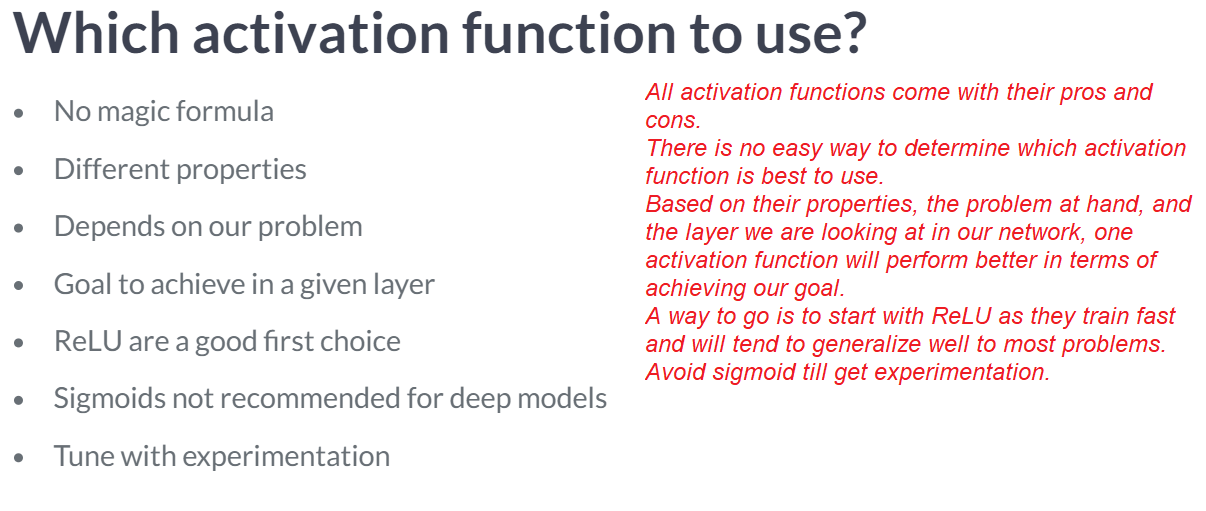 Which activation function to use?
• No magic formula
• Different properties
• Depends on our problem
• Goal to achieve in a given layer
• ReLU are a good first choice
• Sigmoids not recommended for deep models
• Tune with experimentation
All activation functions come with their pros and
cons.
There is no easy way to determine which activation
function is best to use.
Based on their properties, the problem at hand, and
the layer we are looking at in our network, one
activation function will perform better in terms of
achieving our goal.
A way to go is to start with ReLU as they train fast
and will tend to generalize well to most problems.
Avoid sigmoid till get experimentation.